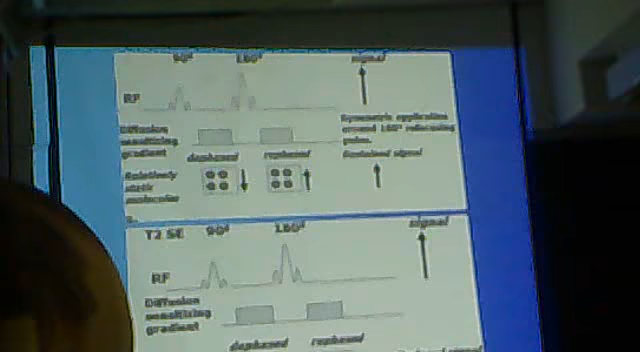 90° 180° signal
RF
Diffusion
sensitizing
gradient
Symmetric application
around 180° refocusing
pulse.
dephased rephased
Sustained signal
Relatively
static
molecules
T2 SE 90° 180° signal
RF
Diffusion
sensitizing
gradient
dephased rephased
signal